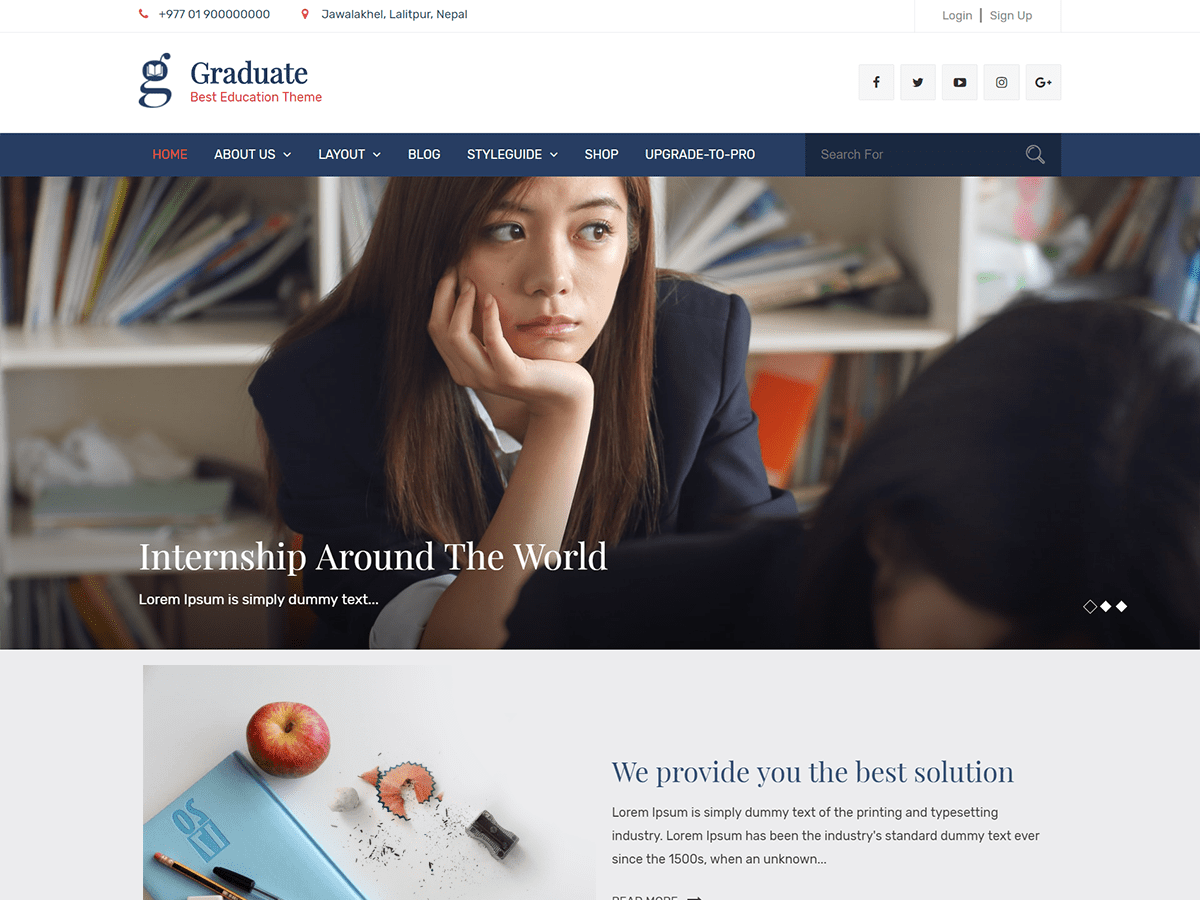 +977 01 900000000 Jawalakhel, Lalitpur, Nepal Login | Sign Up
Graduate
Best Education Theme
HOME ABOUT US LAYOUT BLOG STYLEGUIDE SHOP UPGRADE-TO-PRO Search For
Internship Around The World
Lorem Ipsum is simply dummy text...
We provide you the best solution
Lorem Ipsum is simply dummy text of the printing and typesetting
industry. Lorem Ipsum has been the industry's standard dummy text ever
since the 1500s, when an unknown...
READ MORE